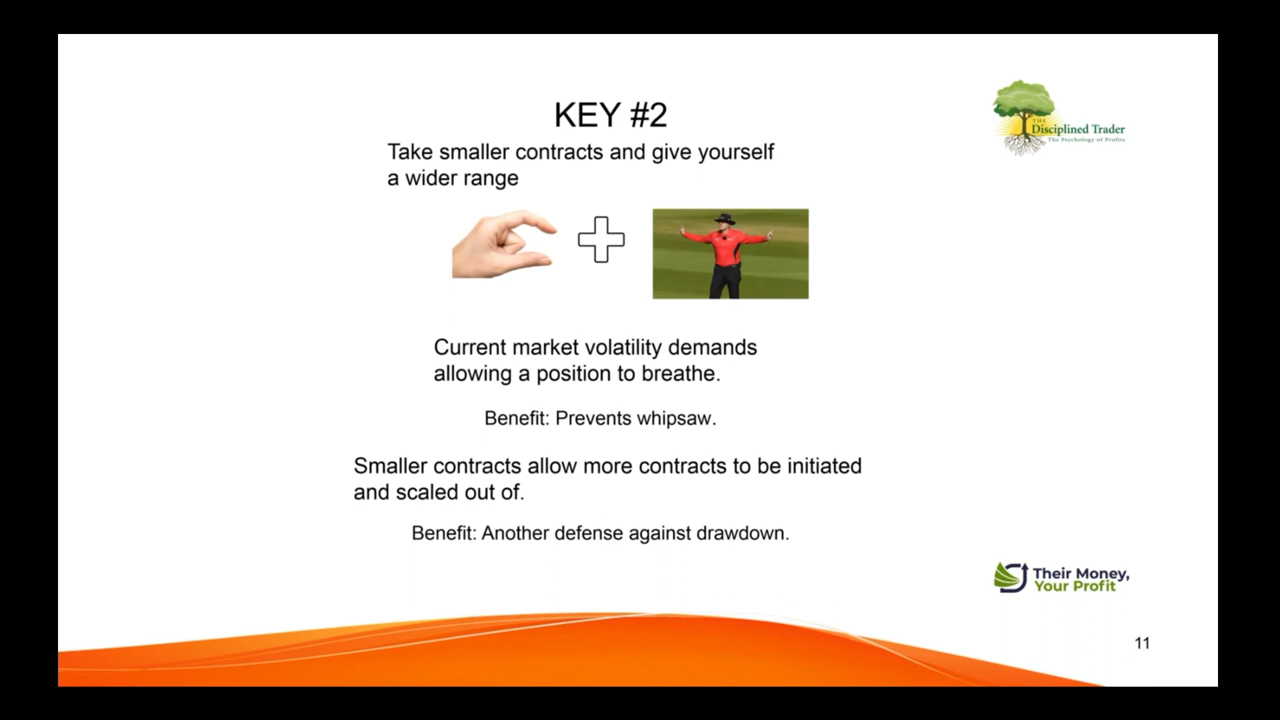 KEY #2
THE
Disciplined Trader
The Psychology of Profits
Take smaller contracts and give yourself
a wider range
Current market volatility demands
allowing a position to breathe.
Benefit: Prevents whipsaw.
Smaller contracts allow more contracts to be initiated
and scaled out of.
Benefit: Another defense against drawdown.
Their Money,
Your Profit
11